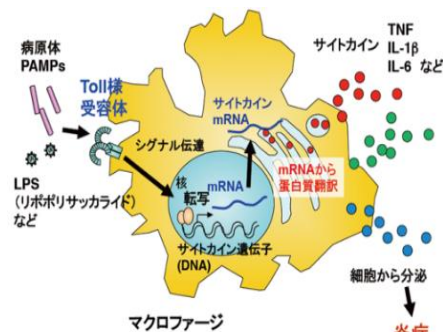 病原体
PAMPs
Toll様
受容体
LPS
(リポポリサッカライド)
など
シグナル伝達
核
転写
mRNA
サイトカイン遺伝子
(DNA)
サイトカイン
mRNA
mRNAから
蛋白質翻訳
サイトカイン
TNF
IL-1β
IL-6 など
細胞から分泌
マクロファージ